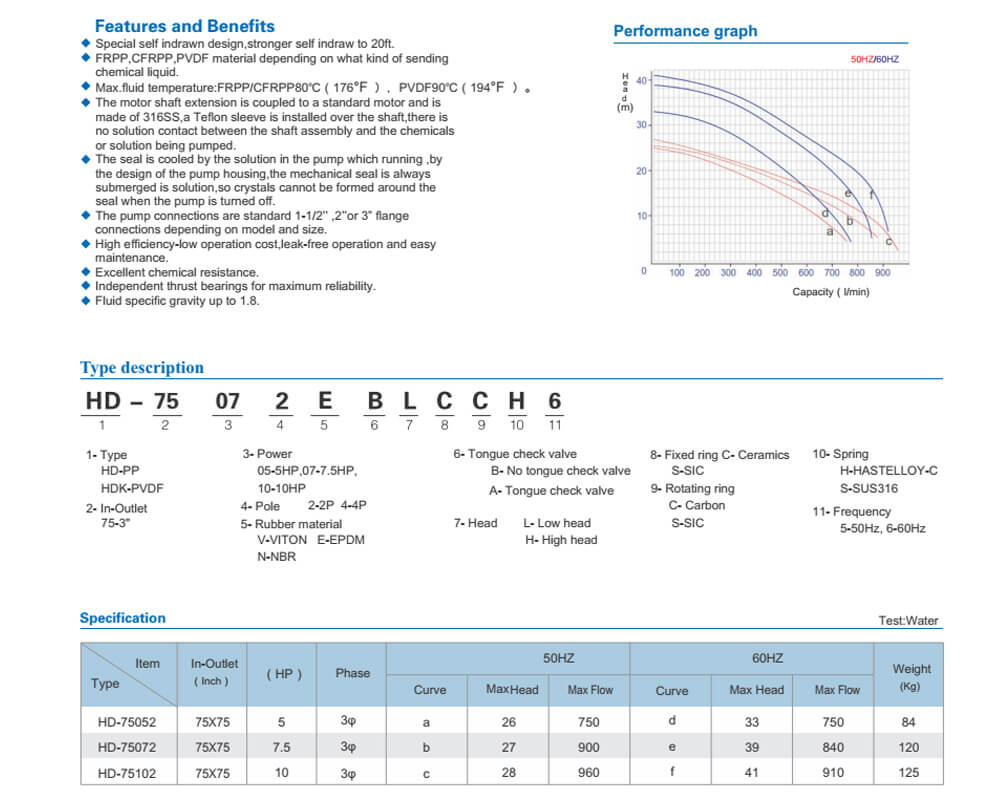 Features and Benefits
◆ Special self indrawn design,stronger self indraw to 20ft.
◆ FRPP,CFRPP,PVDF material depending on what kind of sending
chemical liquid.
◆ Max.fluid temperature:FRPP/CFRPP80℃ ( 176°F ) , PVDF90℃ ( 194°F ) 。
◆ The motor shaft extension is coupled to a standard motor and is
made of 316SS,a Teflon sleeve is installed over the shaft,there is
no solution contact between the shaft assembly and the chemicals
or solution being pumped.
◆ The seal is cooled by the solution in the pump which running ,by
the design of the pump housing,the mechanical seal is always
submerged is solution,so crystals cannot be formed around the
seal when the pump is turned off.
◆ The pump connections are standard 1-1/2" ,2"or 3" flange
connections depending on model and size.
◆ High efficiency-low operation cost,leak-free operation and easy
maintenance.
◆ Excellent chemical resistance.
◆ Independent thrust bearings for maximum reliability.
◆ Fluid specific gravity up to 1.8.
Performance graph
50HZ/60HZ
Head
(m)
40
30
20
10
e f
d b
a c
0 100 200 300 400 500 600 700 800 900
Capacity ( l/min)
Type description
HD – 75 07 2 E B L C C H 6
1 2 3 4 5 6 7 8 9 10 11
1- Type
HD-PP
HDK-PVDF
2- In-Outlet
75-3"
3- Power
05-5HP,07-7.5HP,
10-10HP
4- Pole 2-2P 4-4P
5- Rubber material
V-VITON E-EPDM
N-NBR
6- Tongue check valve
B- No tongue check valve
A- Tongue check valve
7- Head L- Low head
H- High head
8- Fixed ring C- Ceramics
S-SIC
9- Rotating ring
C- Carbon
S-SIC
10- Spring
H-HASTELLOY-C
S-SUS316
11- Frequency
5-50Hz, 6-60Hz
Specification
Test:Water
Item
Type
In-Outlet
( Inch )
( HP )
Phase
50HZ
60HZ
Weight
(Kg)
Curve MaxHead Max Flow Curve Max Head Max Flow
HD-75052 75X75 5 3φ a 26 750 d 33 750 84
HD-75072 75X75 7.5 3φ b 27 900 e 39 840 120
HD-75102 75X75 10 3φ c 28 960 f 41 910 125